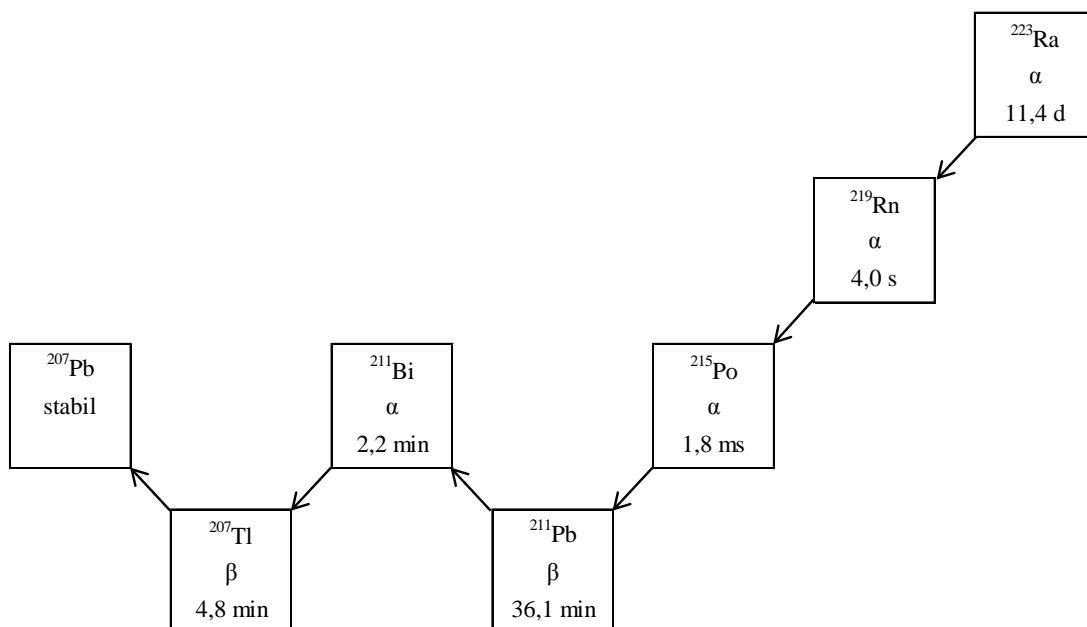 ²²³Ra
α
11,4 d
²¹⁹Rn
α
4,0 s
²⁰⁷Pb
stabil
²¹¹Bi
α
2,2 min
²¹⁵Po
α
1,8 ms
²⁰⁷Tl
β
4,8 min
²¹¹Pb
β
36,1 min